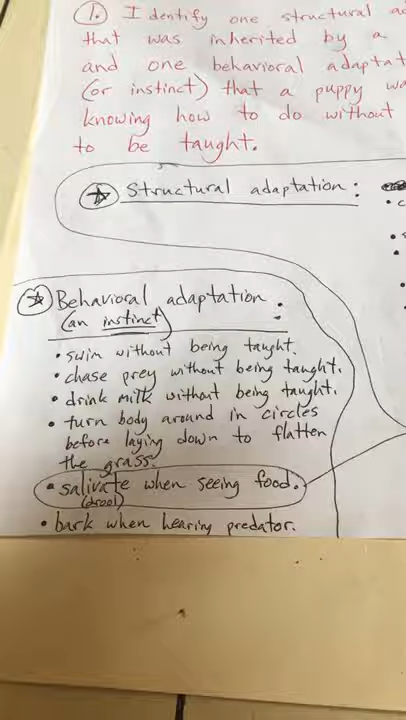 1. Identify one structural
that was inherited by a
and one behavioral
(or instinct) that a puppy
knowing how to do without
to be taught.
Structural adaptation :
Behavioral adaptation :
(an instinct)
• swim without being taught.
• chase prey without being taught.
• drink milk without being taught.
• turn body around in circles
before laying down to flatten
the grass.
• salivate when seeing food.
(drool)
• bark when hearing predator.